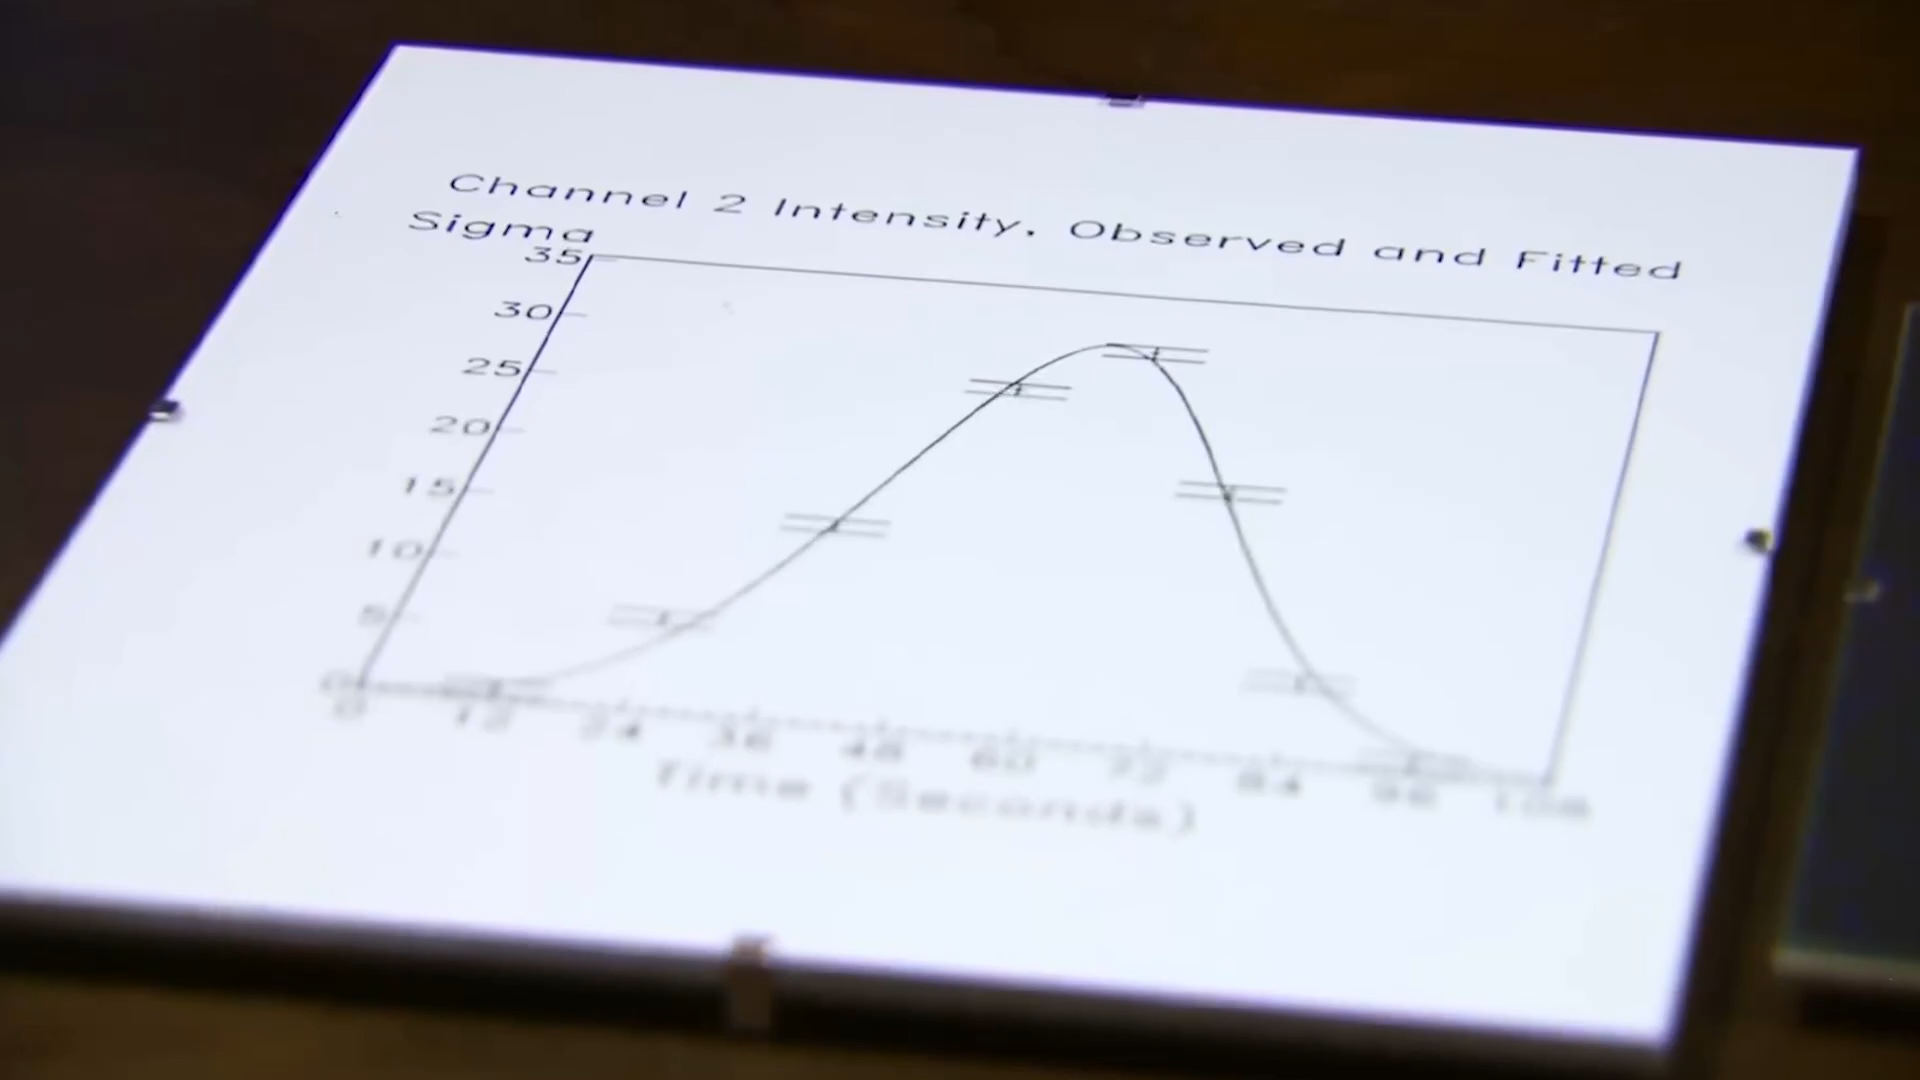 Channel 2 Intensity, Observed and Fitted
Sigma
35
30
25
20
15
10
5
0
0 12 24 36 48 60 72 84 96 108
Time (Seconds)